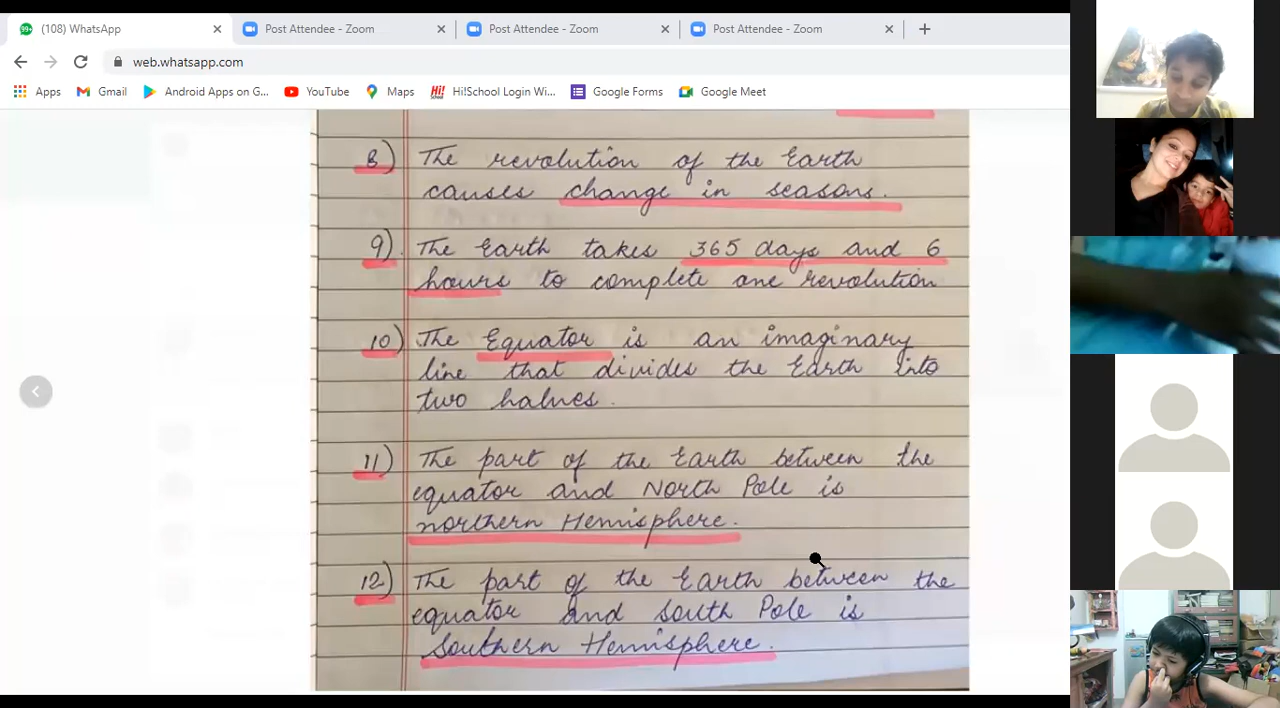 99+ (108) WhatsApp
Post Attendee - Zoom
Post Attendee - Zoom
Post Attendee - Zoom
web.whatsapp.com
Apps
Gmail
Android Apps on G...
YouTube
Maps
Hi! Hi!School Login Wi...
Google Forms
Google Meet
8) The revolution of the Earth
causes change in seasons.
9). The Earth takes 365 days and 6
hours to complete one revolution
10) The Equator is an imaginary
line that divides the Earth into
two halves.
11) The part of the Earth between the
equator and North Pole is
northern Hemisphere.
12) The part of the Earth between the
equator and south Pole is
southern Hemisphere.